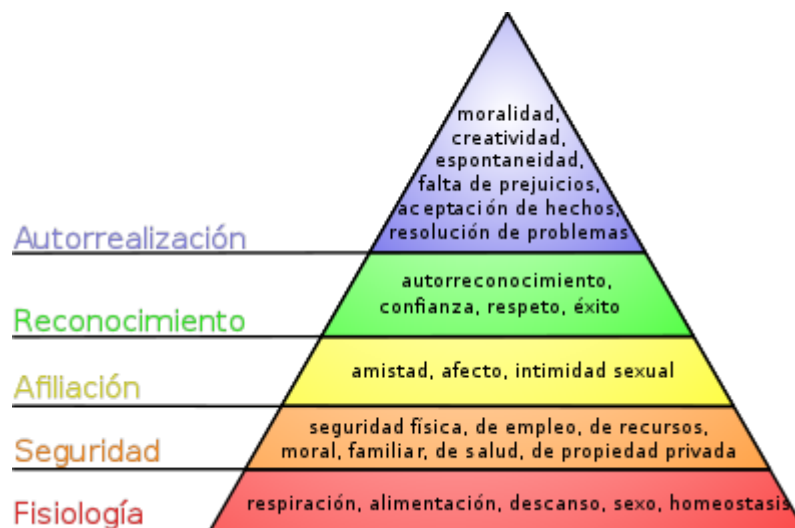 moralidad,
creatividad,
espontaneidad,
falta de prejuicios,
aceptación de hechos,
resolución de problemas
Autorrealización
autorreconocimiento,
confianza, respeto, éxito
Reconocimiento
amistad, afecto, intimidad sexual
Afiliación
seguridad física, de empleo, de recursos,
moral, familiar, de salud, de propiedad privada
Seguridad
respiración, alimentación, descanso, sexo, homeostasis
Fisiología